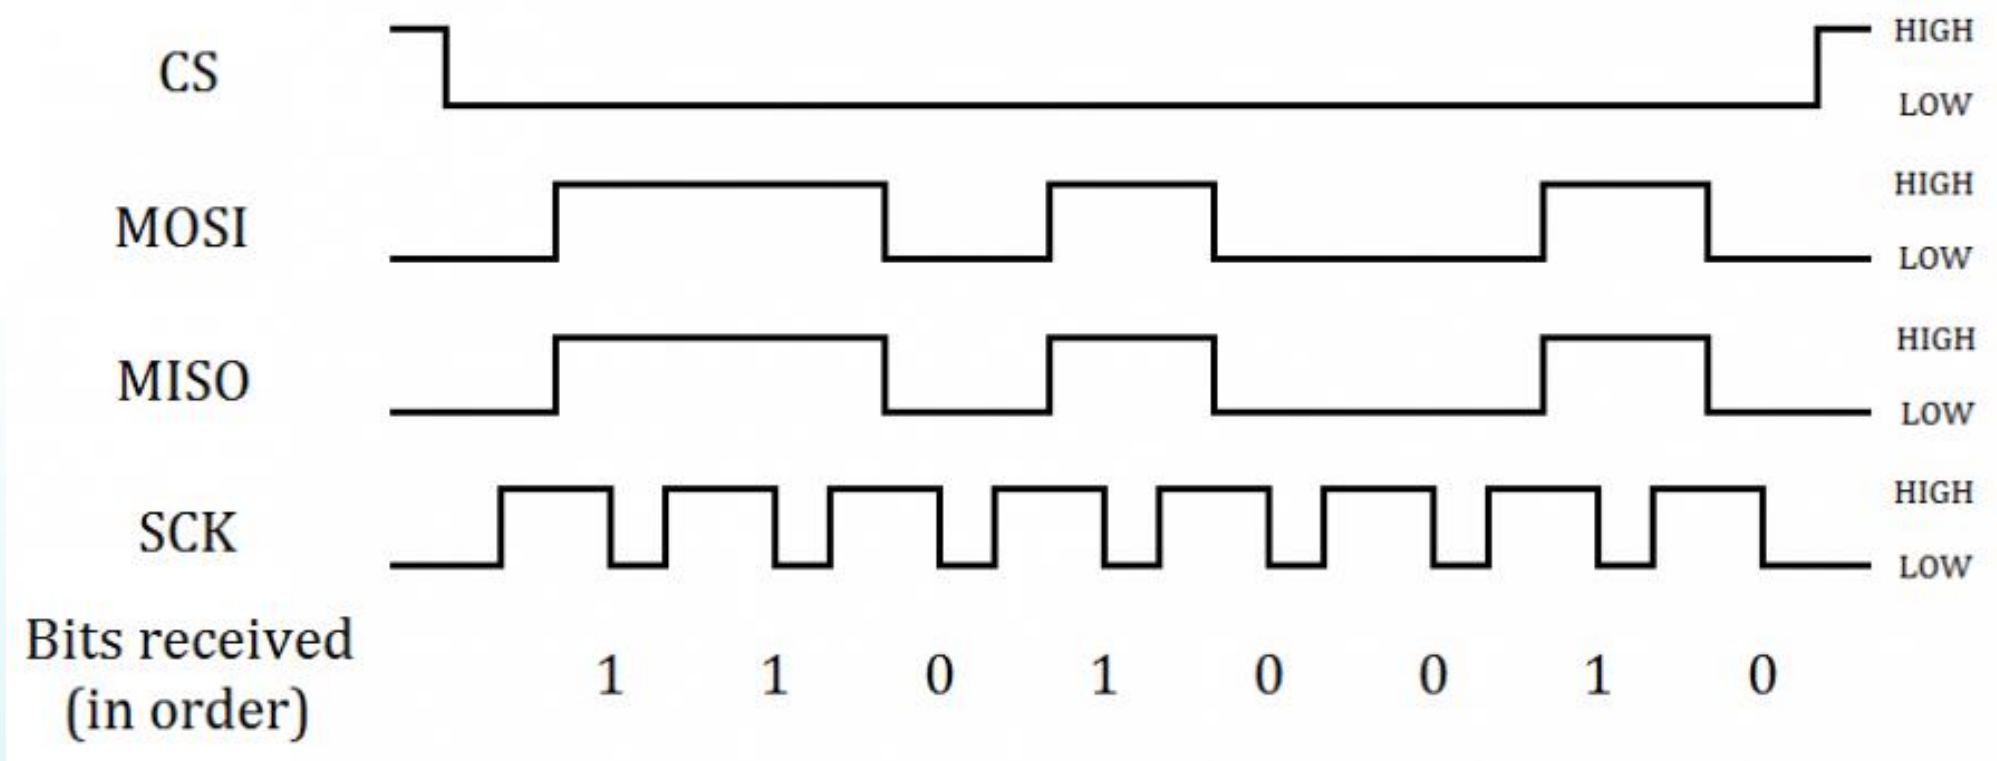 CS
HIGH
LOW
MOSI
HIGH
LOW
MISO
HIGH
LOW
SCK
HIGH
LOW
Bits received
(in order)
1 1 0 1 0 0 1 0